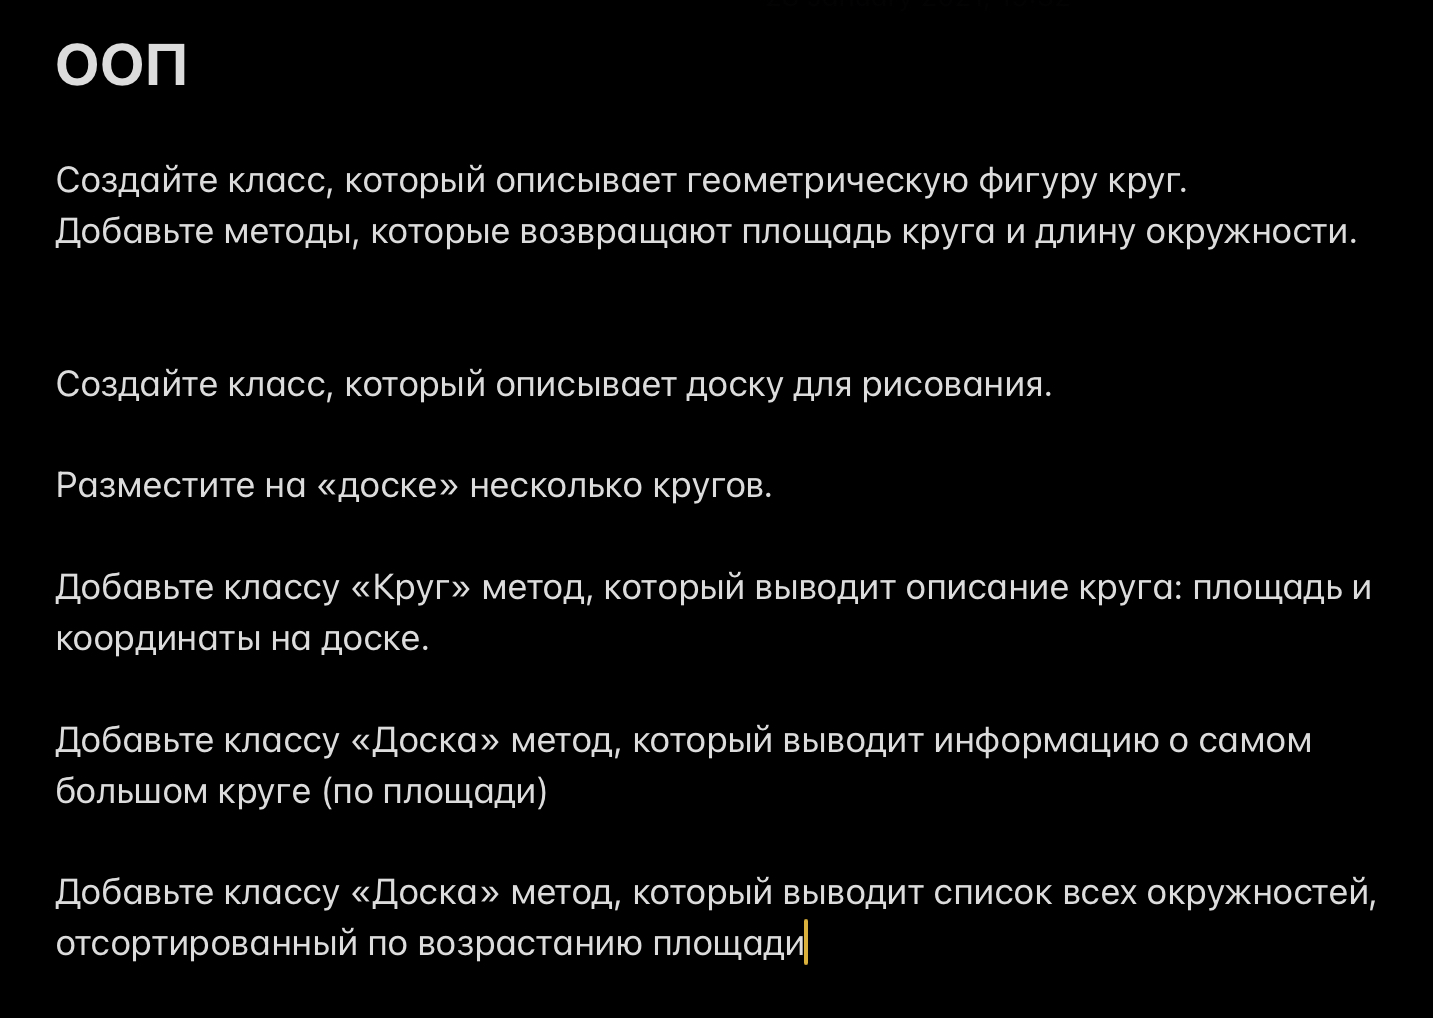 ООП
Создайте класс, который описывает геометрическую фигуру круг.
Добавьте методы, которые возвращают площадь круга и длину окружности.
Создайте класс, который описывает доску для рисования.
Разместите на «доске» несколько кругов.
Добавьте классу «Круг» метод, который выводит описание круга: площадь и
координаты на доске.
Добавьте классу «Доска» метод, который выводит информацию о самом
большом круге (по площади)
Добавьте классу «Доска» метод, который выводит список всех окружностей,
отсортированный по возрастанию площади